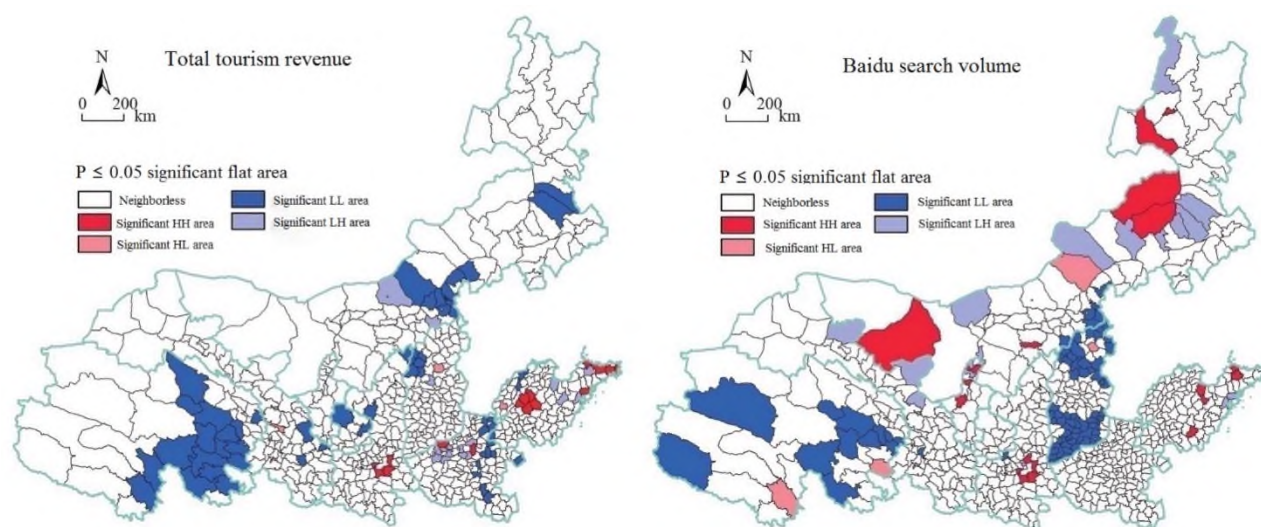 Total tourism revenue
N
0 200
km
P ≤ 0.05 significant flat area
Neighborless
Significant LL area
Significant HH area
Significant LH area
Significant HL area
Baidu search volume
N
0 200
km
P ≤ 0.05 significant flat area
Neighborless
Significant LL area
Significant HH area
Significant LH area
Significant HL area